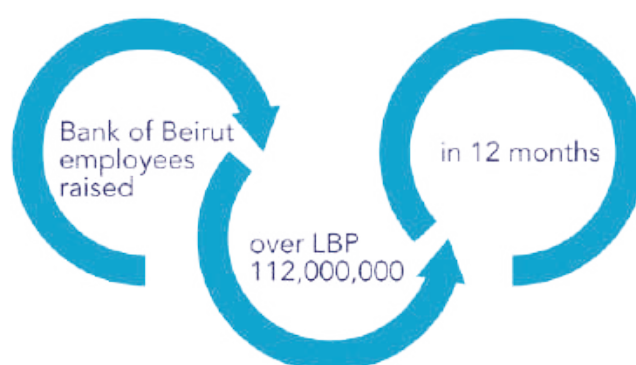 Bank of Beirut
employees
raised
over LBP
112,000,000
in 12 months